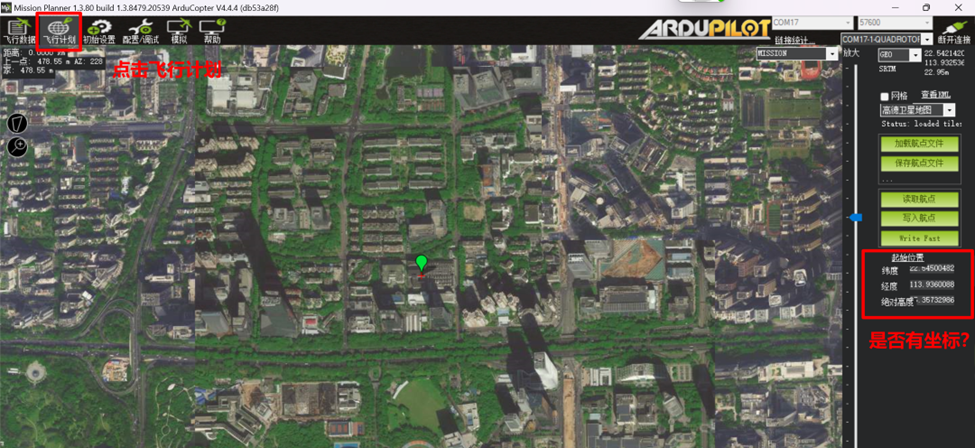 Mission Planner 1.3.80 build 1.3.8479.20539 ArduCopter V4.4.4 (db53a28f)
飞行数据 飞行计划 初始设置 配置/调试 模拟 帮助
ARDUPILOT
COM17 57600
链接统计... COM17-1-QUADROTOR 断开连接
距离: 0.0000 Fm
上一点: 478.55 m AZ: 228
家: 478.55 m
点击飞行计划
MISSION
放大
GEO 22.5421420
113.932536
SRTM 22.95m
网格 查看KML
高德卫星地图
Status: loaded tile:
加载航点文件
保存航点文件
...
读取航点
写入航点
Write Fast
起始位置
纬度
经度 113.9360088
绝对高度
是否有坐标?